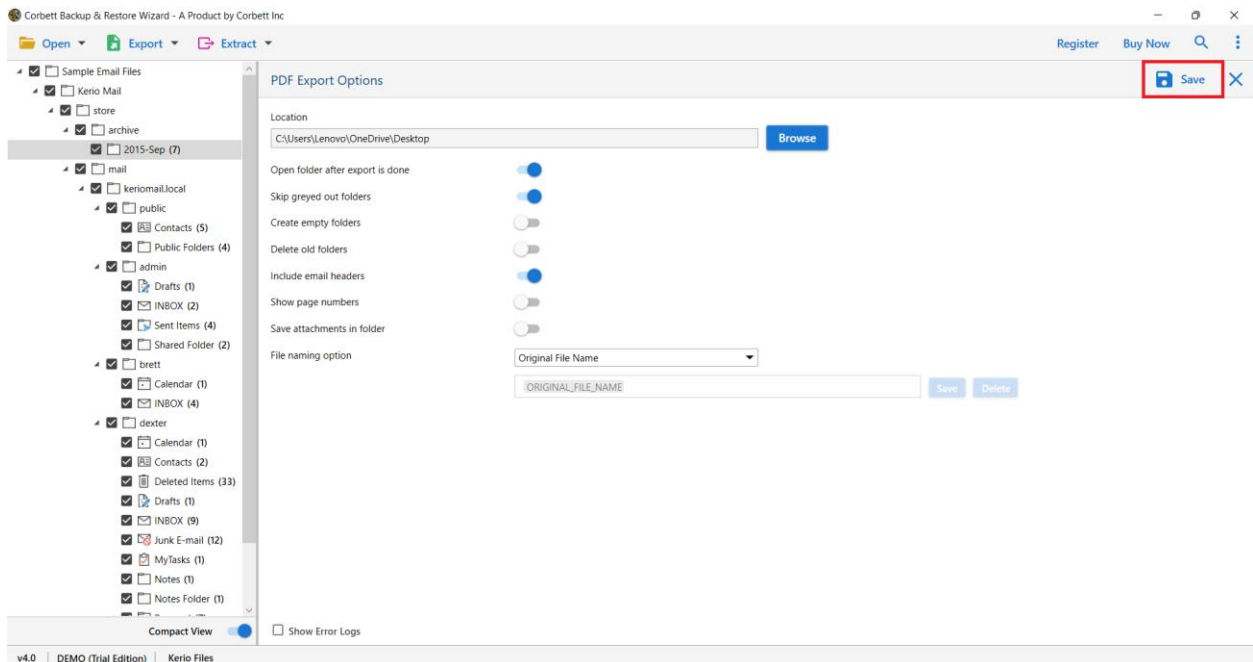 Corbett Backup & Restore Wizard - A Product by Corbett Inc
Open Export Extract Register Buy Now
Sample Email Files
Kerio Mail
store
archive
2015-Sep (7)
mail
keriomail.local
public
Contacts (5)
Public Folders (4)
admin
Drafts (1)
INBOX (2)
Sent Items (4)
Shared Folder (2)
brett
Calendar (1)
INBOX (4)
dexter
Calendar (1)
Contacts (2)
Deleted Items (33)
Drafts (1)
INBOX (9)
Junk E-mail (12)
MyTasks (1)
Notes (1)
Notes Folder (1)
Compact View
PDF Export Options
Save
Location
C:\Users\Lenovo\OneDrive\Desktop Browse
Open folder after export is done
Skip greyed out folders
Create empty folders
Delete old folders
Include email headers
Show page numbers
Save attachments in folder
File naming option Original File Name
ORIGINAL_FILE_NAME Save Delete
Show Error Logs
v4.0 DEMO (Trial Edition) Kerio Files